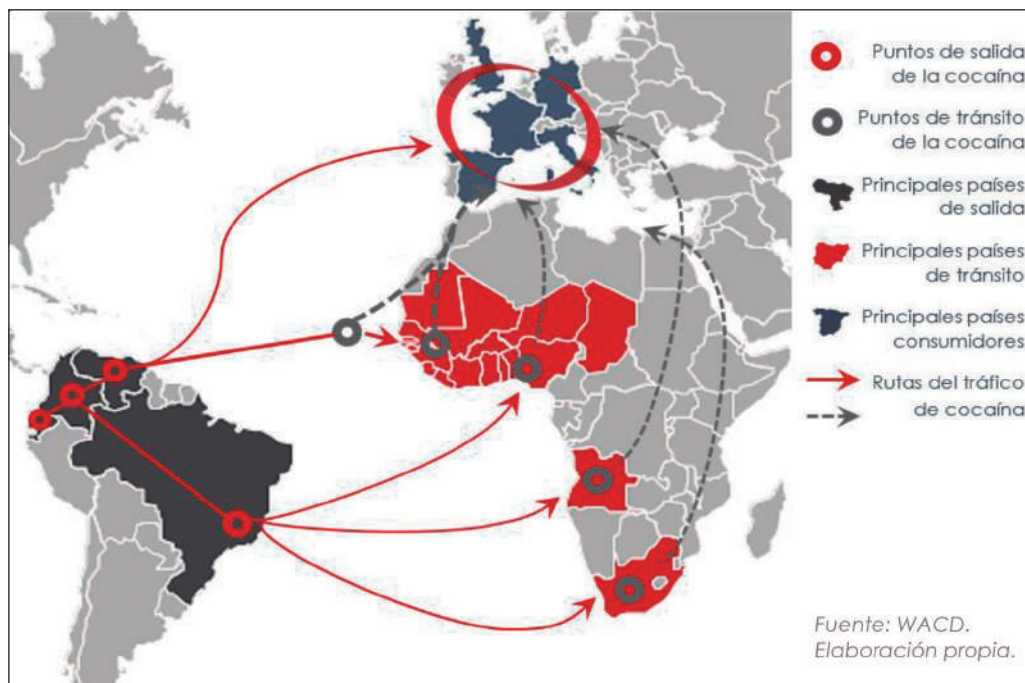 Puntos de salida
de la cocaína
Puntos de tránsito
de la cocaína
Principales países
de salida
Principales países
de tránsito
Principales países
consumidores
Rutas del tráfico
de cocaína
Fuente: WACD.
Elaboración propia.